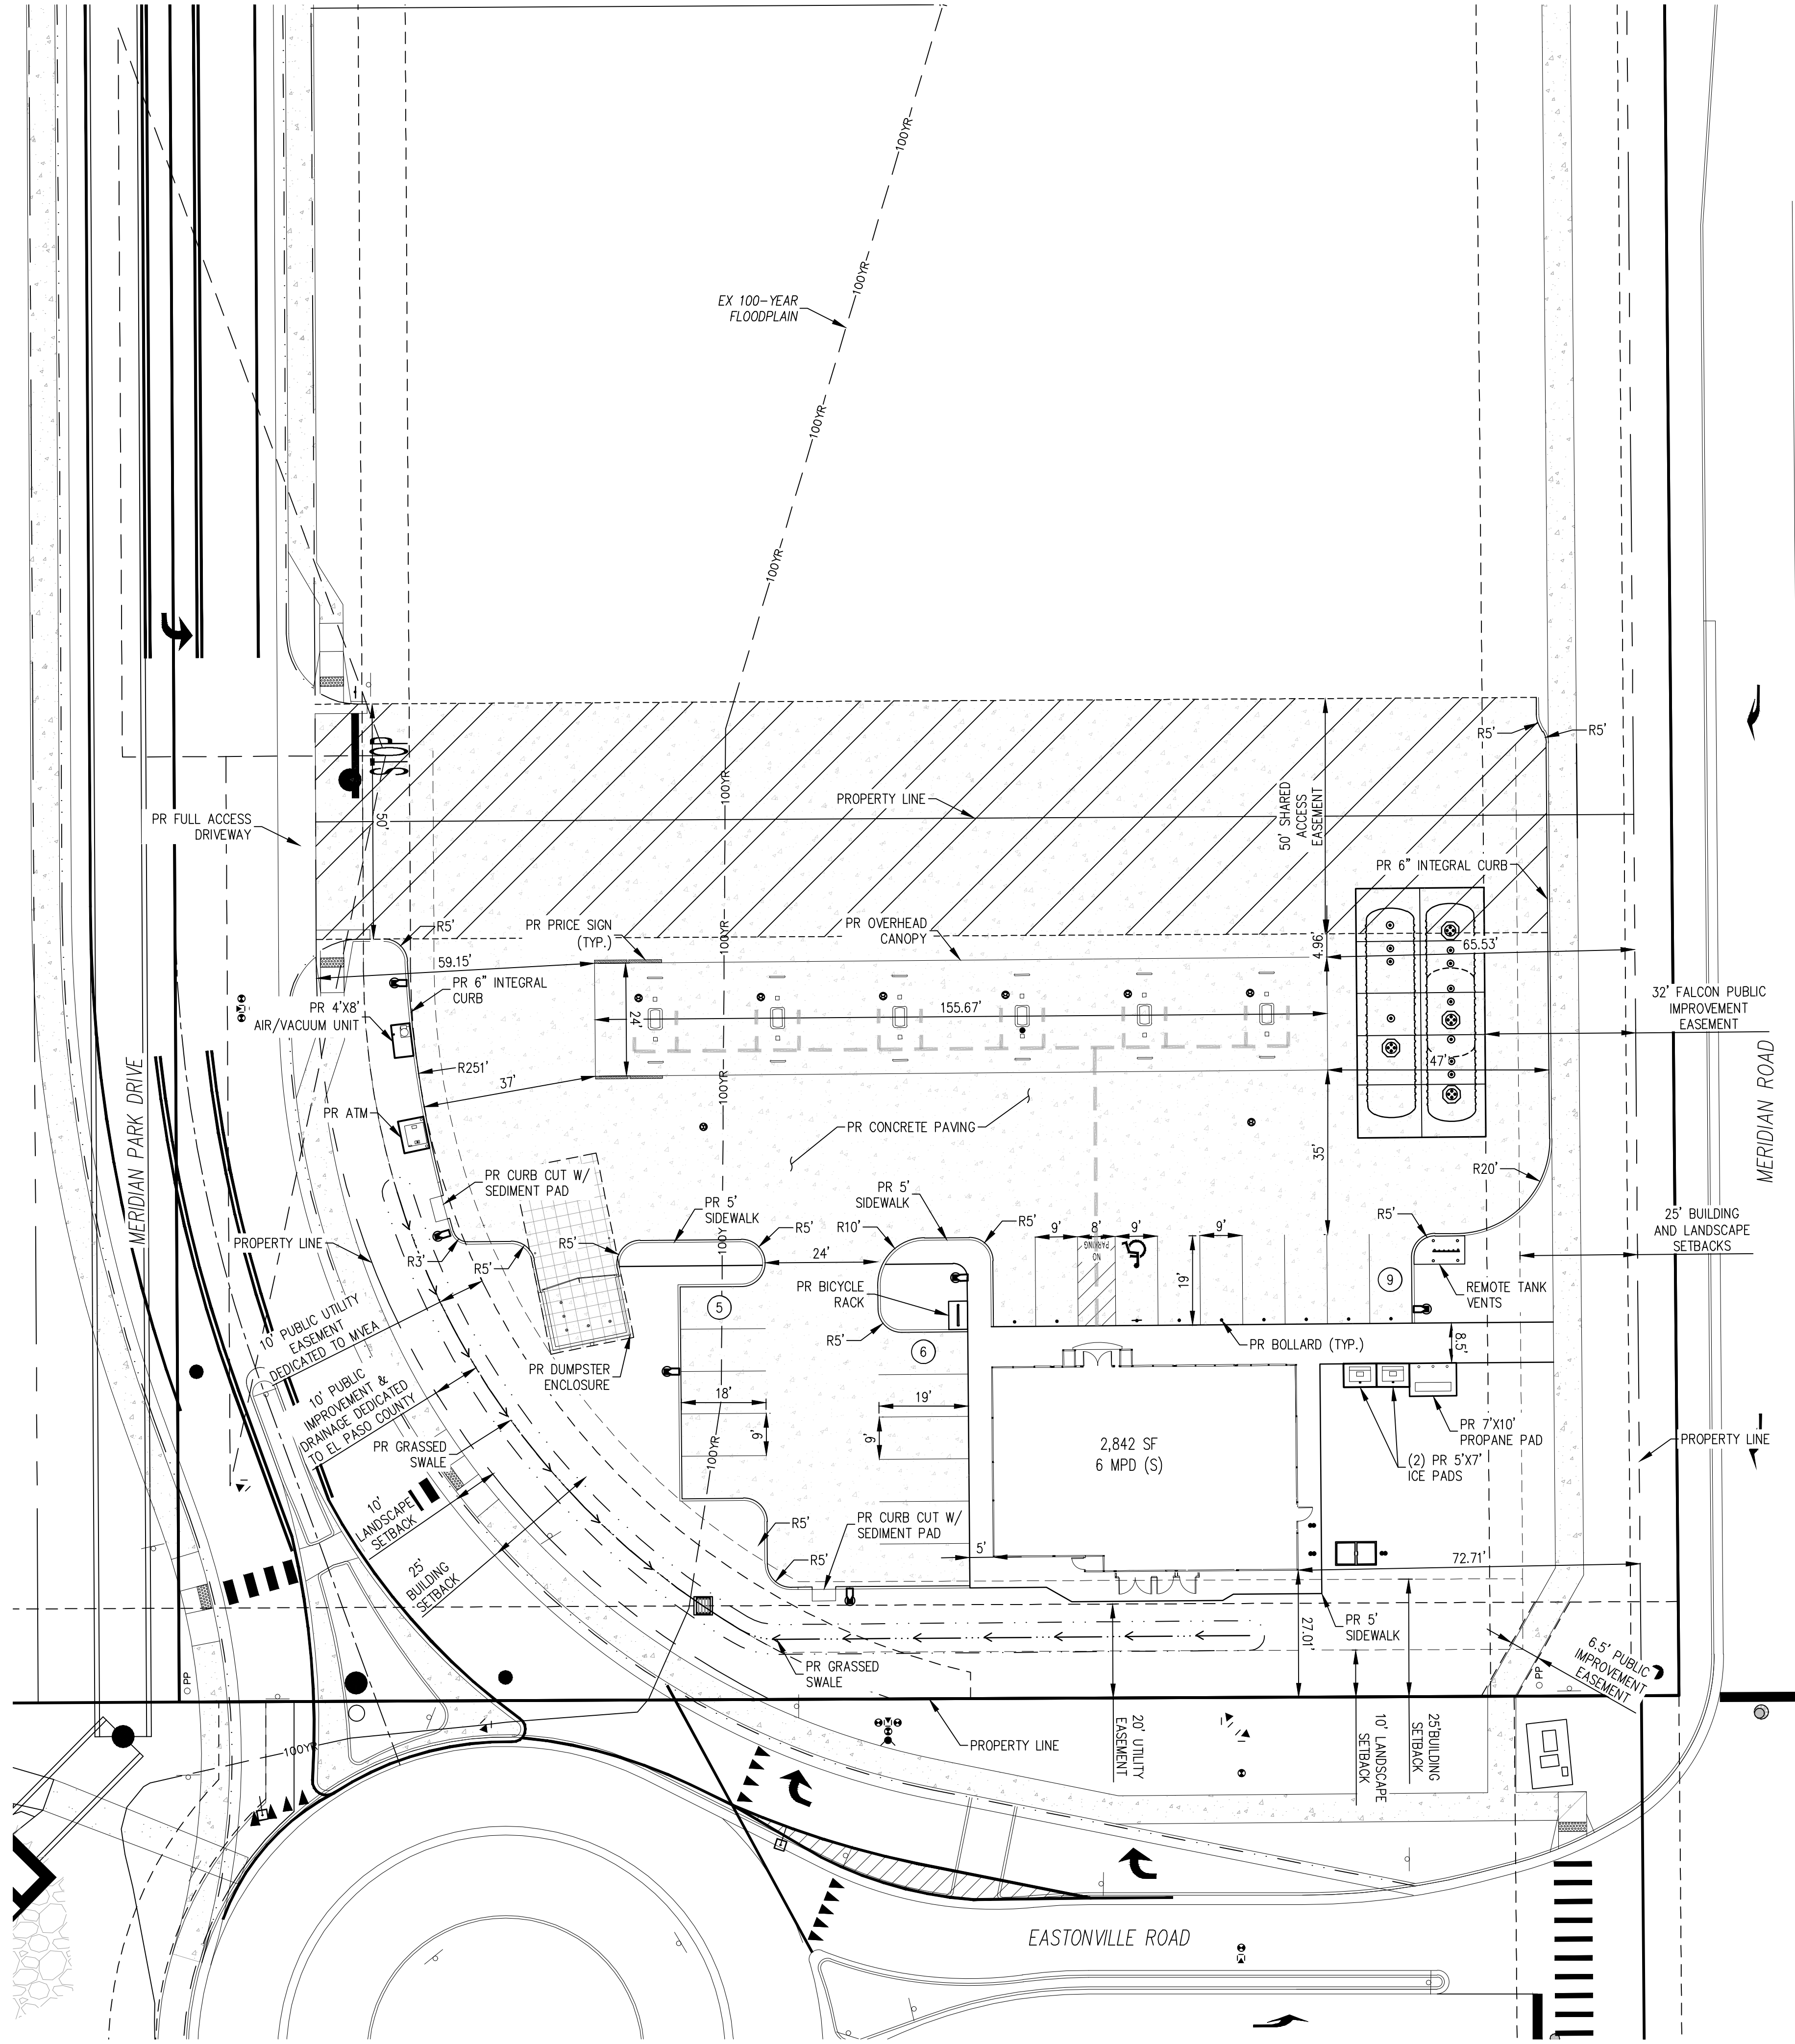 100YR
100YR
EX 100-YEAR
FLOODPLAIN
100YR
100YR
STOP
100YR
R5'
R5'
PR FULL ACCESS
DRIVEWAY
50'
PROPERTY LINE
50' SHARED
ACCESS
EASEMENT
PR 6" INTEGRAL CURB
R5'
PR PRICE SIGN
(TYP.)
100YR
PR OVERHEAD
CANOPY
4.96'
65.53'
59.15'
PR 6" INTEGRAL
CURB
PR 4'X8'
AIR/VACUUM UNIT
24'
155.67'
32' FALCON PUBLIC
IMPROVEMENT
EASEMENT
MERIDIAN PARK DRIVE
R251'
37'
100YR
47'
MERIDIAN ROAD
PR ATM
PR CONCRETE PAVING
35'
PR CURB CUT W/
SEDIMENT PAD
R20'
PR 5'
SIDEWALK
PR 5'
SIDEWALK
PROPERTY LINE
R3'
R5'
R5'
100YR
R5'
24'
R10'
R5'
9'
8'
9'
9'
NO
PARKING
19'
R5'
25' BUILDING
AND LANDSCAPE
SETBACKS
PR BICYCLE
RACK
5
9
REMOTE TANK
VENTS
R5'
6
PR BOLLARD (TYP.)
8.5'
10' PUBLIC UTILITY
EASEMENT
DEDICATED TO MVEA
PR DUMPSTER
ENCLOSURE
10' PUBLIC
IMPROVEMENT &
DRAINAGE DEDICATED
TO EL PASO COUNTY
18'
9'
19'
9'
2,842 SF
6 MPD (S)
PR 7'X10'
PROPANE PAD
(2) PR 5'X7'
ICE PADS
PROPERTY LINE
PR GRASSED
SWALE
100YR
10'
LANDSCAPE
SETBACK
R5'
PR CURB CUT W/
SEDIMENT PAD
25'
BUILDING
SETBACK
R5'
5'
72.71'
27.01'
PR 5'
SIDEWALK
PR GRASSED
SWALE
6.5' PUBLIC
IMPROVEMENT
EASEMENT
PP
PP
100YR
PROPERTY LINE
20' UTILITY
EASEMENT
10' LANDSCAPE
SETBACK
25'BUILDING
SETBACK
EASTONVILLE ROAD